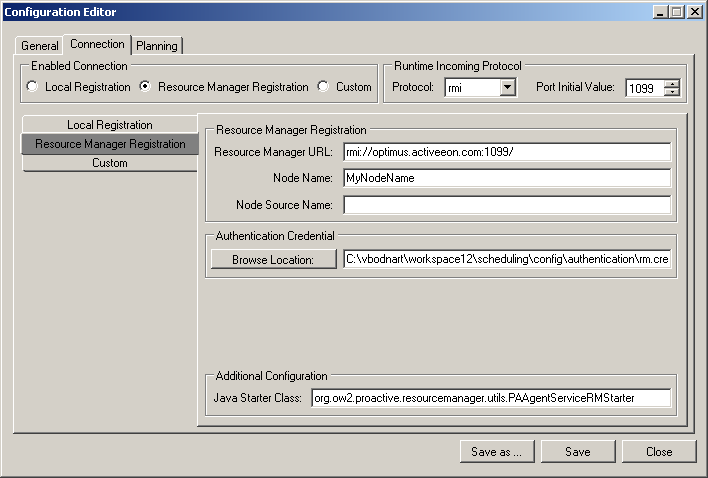 Configuration Editor
General Connection Planning
Enabled Connection
Local Registration Resource Manager Registration Custom
Runtime Incoming Protocol
Protocol: rmi Port Initial Value: 1099
Local Registration
Resource Manager Registration
Custom
Resource Manager Registration
Resource Manager URL: rmi://optimus.activeeon.com:1099/
Node Name: MyNodeName
Node Source Name:
Authentication Credential
Browse Location: C:\vbodnart\workspace12\scheduling\config\authentication\rm.cre
Additional Configuration
Java Starter Class: org.ow2.proactive.resourcemanager.utils.PAAgentServiceRMStarter
Save as ... Save Close